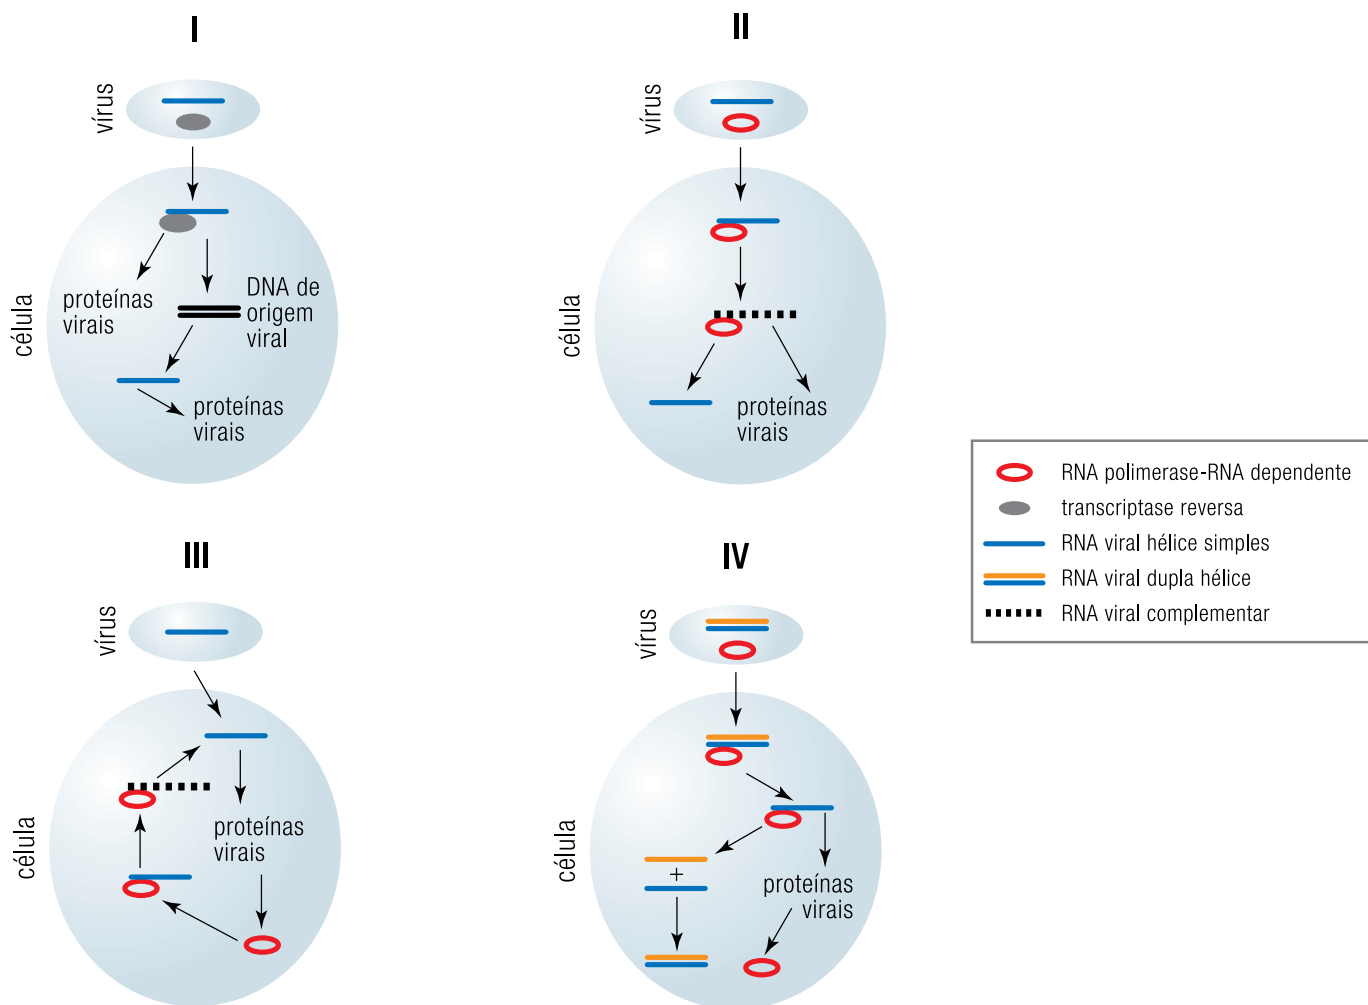 I
vírus
célula
proteínas
virais
DNA de
origem
viral
proteínas
virais
II
vírus
célula
proteínas
virais
III
vírus
célula
proteínas
virais
IV
vírus
célula
+
proteínas
virais
RNA polimerase-RNA dependente
transcriptase reversa
RNA viral hélice simples
RNA viral dupla hélice
RNA viral complementar